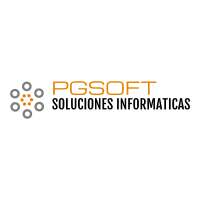 PGSOFT
SOLUCIONES INFORMATICAS